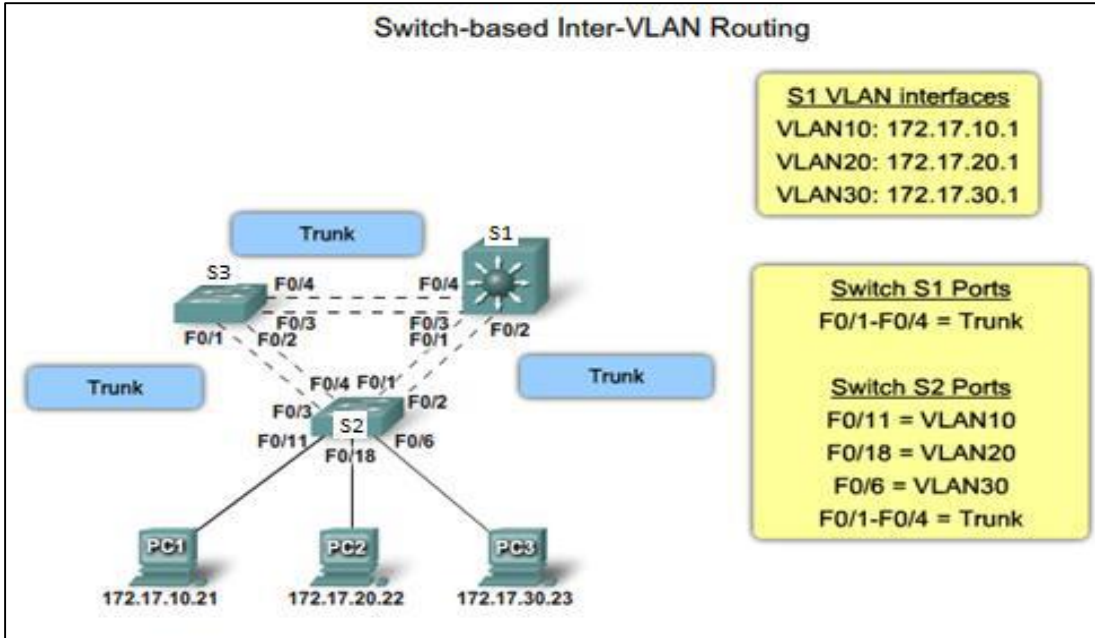 Switch-based Inter-VLAN Routing
S1 VLAN interfaces
VLAN10: 172.17.10.1
VLAN20: 172.17.20.1
VLAN30: 172.17.30.1
Trunk
S1
S3
F0/4
F0/4
F0/3
F0/3
F0/1
F0/2
F0/1
F0/2
Trunk
Trunk
F0/4
F0/1
F0/3
F0/2
S2
F0/11
F0/6
F0/18
Switch S1 Ports
F0/1-F0/4 = Trunk
Switch S2 Ports
F0/11 = VLAN10
F0/18 = VLAN20
F0/6 = VLAN30
F0/1-F0/4 = Trunk
PC1
PC2
PC3
172.17.10.21
172.17.20.22
172.17.30.23